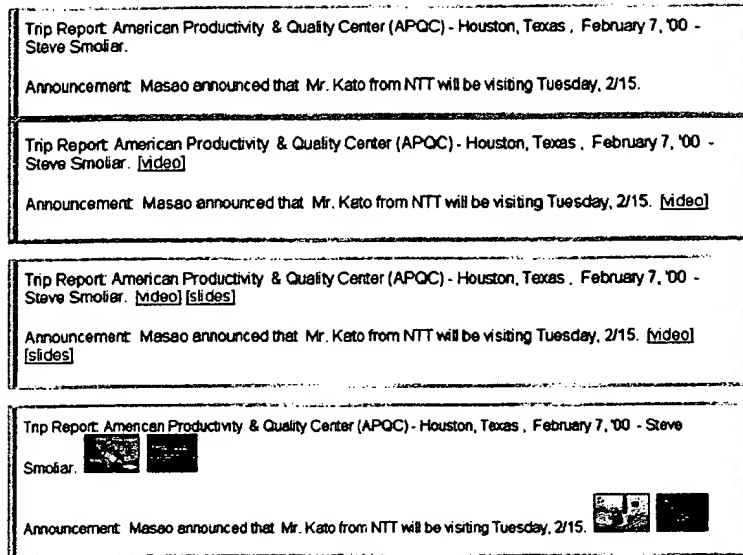 Trip Report: American Productivity & Quality Center (APQC) - Houston, Texas , February 7, '00 -
Steve Smoliar.
Announcement: Masao announced that Mr. Kato from NTT will be visiting Tuesday, 2/15.
Trip Report: American Productivity & Quality Center (APQC) - Houston, Texas , February 7, '00 -
Steve Smoliar. [video]
Announcement: Masao announced that Mr. Kato from NTT will be visiting Tuesday, 2/15. [video]
Trip Report: American Productivity & Quality Center (APQC) - Houston, Texas , February 7, '00 -
Steve Smoliar. [video] [slides]
Announcement: Masao announced that Mr. Kato from NTT will be visiting Tuesday, 2/15. [video]
[slides]
Trip Report: American Productivity & Quality Center (APQC) - Houston, Texas , February 7, '00 - Steve
Smoliar.
Announcement: Masao announced that Mr. Kato from NTT will be visiting Tuesday, 2/15.